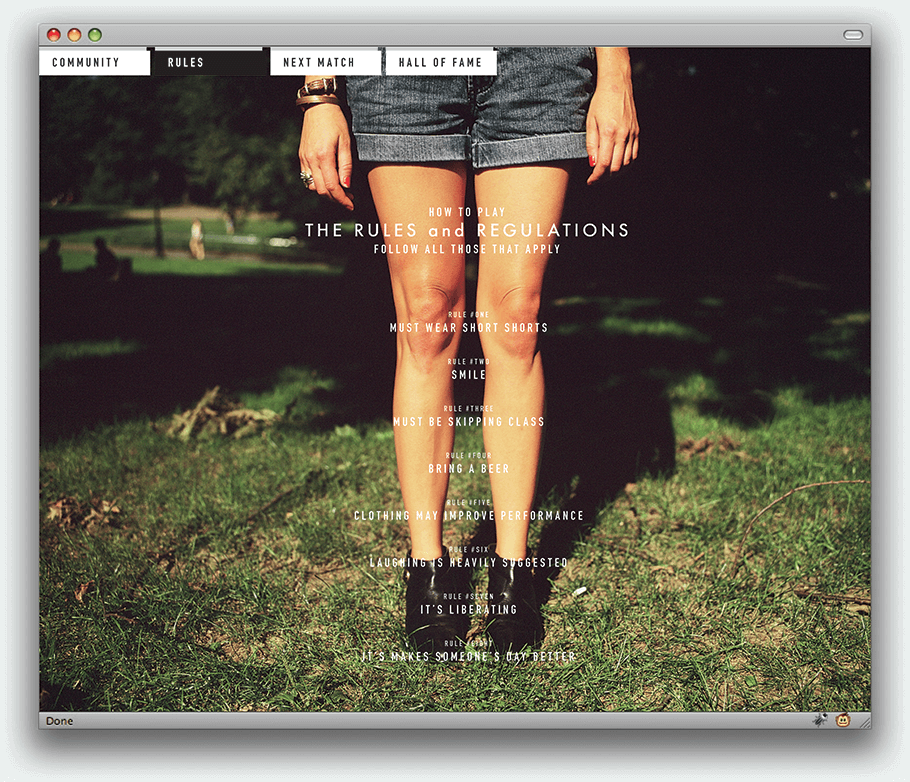 COMMUNITY
RULES
NEXT MATCH
HALL OF FAME
HOW TO PLAY
THE RULES and REGULATIONS
FOLLOW ALL THOSE THAT APPLY
RULE #ONE
MUST WEAR SHORT SHORTS
RULE #TWO
SMILE
RULE #THREE
MUST BE SKIPPING CLASS
RULE #FOUR
BRING A BEER
RULE #FIVE
CLOTHING MAY IMPROVE PERFORMANCE
RULE #SIX
LAUGHING IS HEAVILY SUGGESTED
RULE #SEVEN
IT'S LIBERATING
RULE #EIGHT
IT'S MAKES SOMEONE'S DAY BETTER
Done